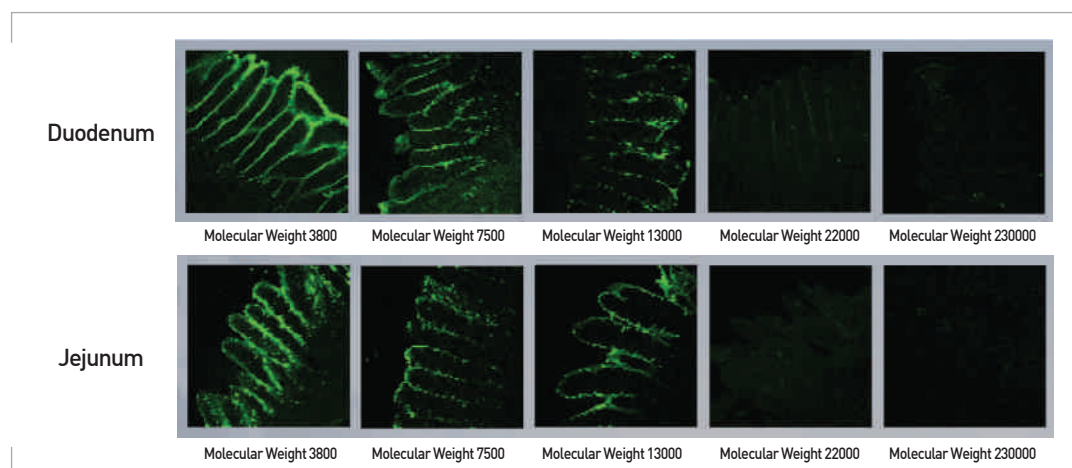 Duodenum
Molecular Weight 3800
Molecular Weight 7500
Molecular Weight 13000
Molecular Weight 22000
Molecular Weight 230000
Jejunum
Molecular Weight 3800
Molecular Weight 7500
Molecular Weight 13000
Molecular Weight 22000
Molecular Weight 230000